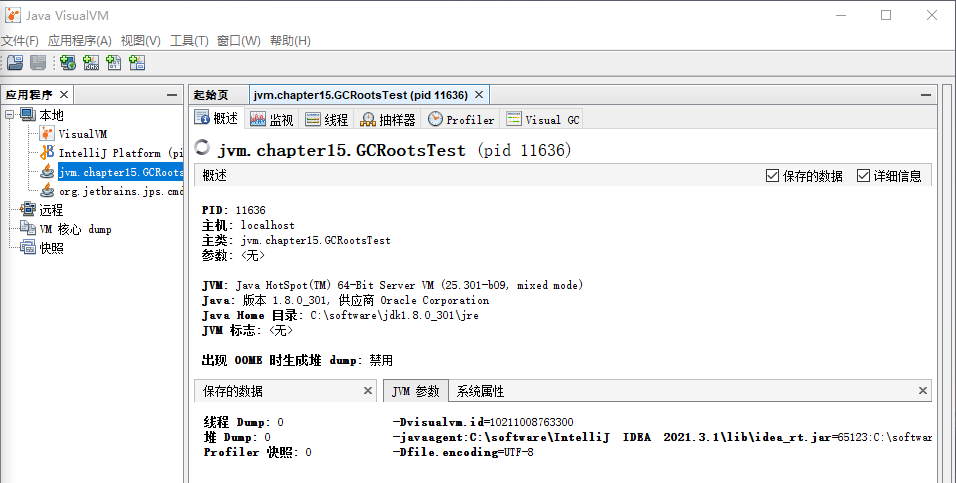 Java VisualVM
文件(F) 应用程序(A) 视图(V) 工具(T) 窗口(W) 帮助(H)
应用程序
起始页 jvm.chapter15.GCRootsTest (pid 11636)
本地
VisualVM
IntelliJ Platform (pi
jvm.chapter15.GCRoots
org.jetbrains.jps.cmd
远程
VM 核心 dump
快照
概述 监视 线程 抽样器 Profiler Visual GC
jvm.chapter15.GCRootsTest (pid 11636)
概述 保存的数据 详细信息
PID: 11636
主机: localhost
主类: jvm.chapter15.GCRootsTest
参数: <无>
JVM: Java HotSpot(TM) 64-Bit Server VM (25.301-b09, mixed mode)
Java: 版本 1.8.0_301, 供应商 Oracle Corporation
Java Home 目录: C:\software\jdk1.8.0_301\jre
JVM 标志: <无>
出现 OOME 时生成堆 dump: 禁用
保存的数据
线程 Dump: 0
堆 Dump: 0
Profiler 快照: 0
JVM 参数 系统属性
-Dvisualvm.id=10211008763300
-javaagent:C:\software\IntelliJ IDEA 2021.3.1\lib\idea_rt.jar=65123:C:\softwar
-Dfile.encoding=UTF-8